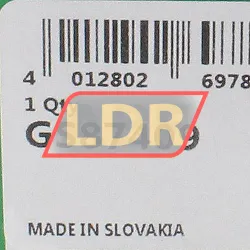 4 012802 6978
1 Qt
LDR
MADE IN SLOVAKIA